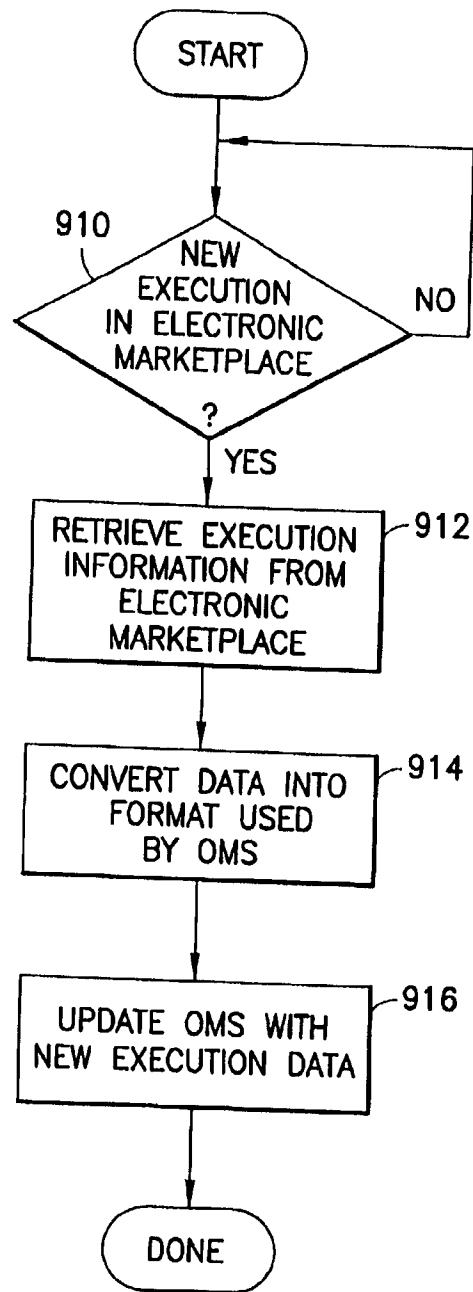 START
910
NEW
EXECUTION
IN ELECTRONIC
MARKETPLACE
?
NO
YES
RETRIEVE EXECUTION
INFORMATION FROM
ELECTRONIC
MARKETPLACE
912
CONVERT DATA INTO
FORMAT USED
BY OMS
914
UPDATE OMS WITH
NEW EXECUTION DATA
916
DONE